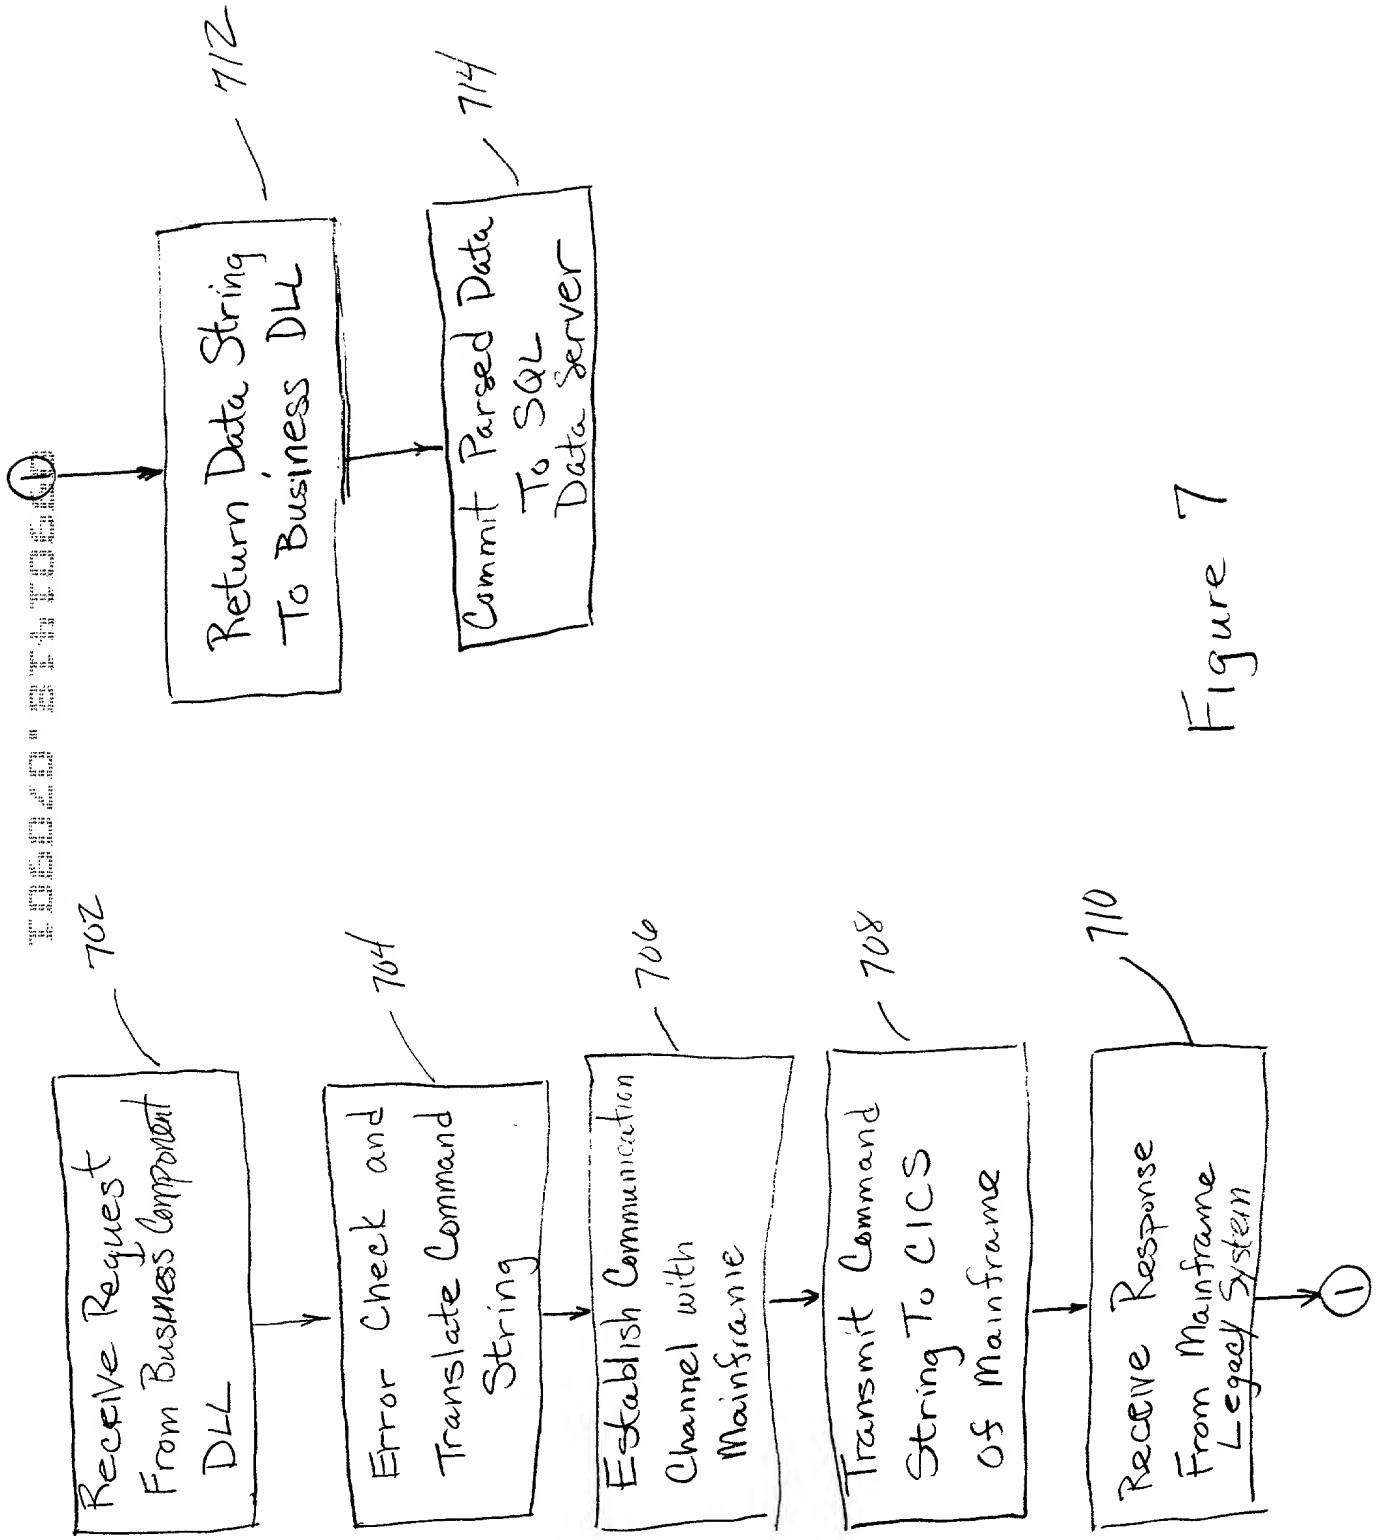 702
Receive Request
From Business Component
DLL
704
Error Check and
Translate Command
String
706
Establish Communication
Channel with
Mainframe
708
Transmit Command
String To CICS
Of Mainframe
710
Receive Response
From Mainframe
Legacy System
1
1
712
Return Data String
To Business DLL
714
Commit Parsed Data
To SQL
Data Server
Figure 7